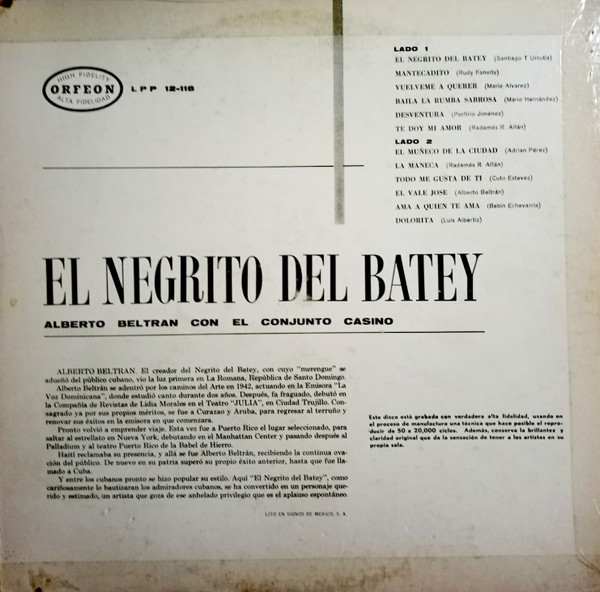 HIGH FIDELITY
ORFEON
ALTA FIDELIDAD
LPP 12-118
LADO 1
EL NEGRITO DEL BATEY (Santiago T Urrutia)
MANTECADITO (Rudy Faneity)
VUELVEME A QUERER (Mario Alvarez)
BAILA LA RUMBA SABROSA (Mario Hernández)
DESVENTURA (Porfirio Jiménez)
TE DOY MI AMOR (Radamés R. Alfán)
LADO 2
EL MUÑECO DE LA CIUDAD (Adrian Pérez)
LA MANECA (Radamés R. Alfán)
TODO ME GUSTA DE TI (Cuto Estevez)
EL VALE JOSE (Alberto Beltrán)
AMA A QUIEN TE AMA (Bebin Echevarria)
DOLORITA (Luis Albertiz)
EL NEGRITO DEL BATEY
ALBERTO BELTRAN CON EL CONJUNTO CASINO
ALBERTO BELTRAN. El creador del Negrito del Batey, con cuyo "merengue" se
adueñó del público cubano, vio la luz primera en La Romana, República de Santo Domingo.
Alberto Beltrán se adentró por los caminos del Arte en 1942, actuando en la Emisora "La
Voz Dominicana", donde estudió canto durante dos años. Después, fa fraguado, debutó en
la Compañía de Revistas de Lidia Morales en el Teatro "JULIA", en Ciudad Trujillo. Con-
sagrado ya por sus propios méritos, se fue a Curazao y Aruba, para regresar al terruño y
renovar sus éxitos en la emisora en que comenzara.
Pronto volvió a emprender viaje. Esta vez fue a Puerto Rico el lugar seleccionado, para
saltar al estrellato en Nueva York, debutando en el Manhattan Center y pasando después al
Palladium y al teatro Puerto Rico de la Babel de Hierro.
Haití reclamaba su presencia, y allá se fue Alberto Beltrán, recibiendo la continua ova-
ción del público. De nuevo en su patria superó su propio éxito anterior, hasta que fue lla-
mado a Cuba.
Y entre los cubanos pronto se hizo popular su estilo. Aquí "El Negrito del Batey", como
cariñosamente lo bautizaran los admiradores cubanos, se ha convertido en un personaje que-
rido y estimado, un artista que goza de ese anhelado privilegio que es el aplauso espontáneo.
Este disco está grabado con verdadera alta fidelidad, usando en
el proceso de manufactura una técnica que hace posible el repro-
ducir de 50 a 20,000 ciclos. Además, conserva la brillantez y
claridad original que da la sensación de tener a los artistas en su
propia sala.
LITO EN SIGNOS DE MEXICO, S. A.